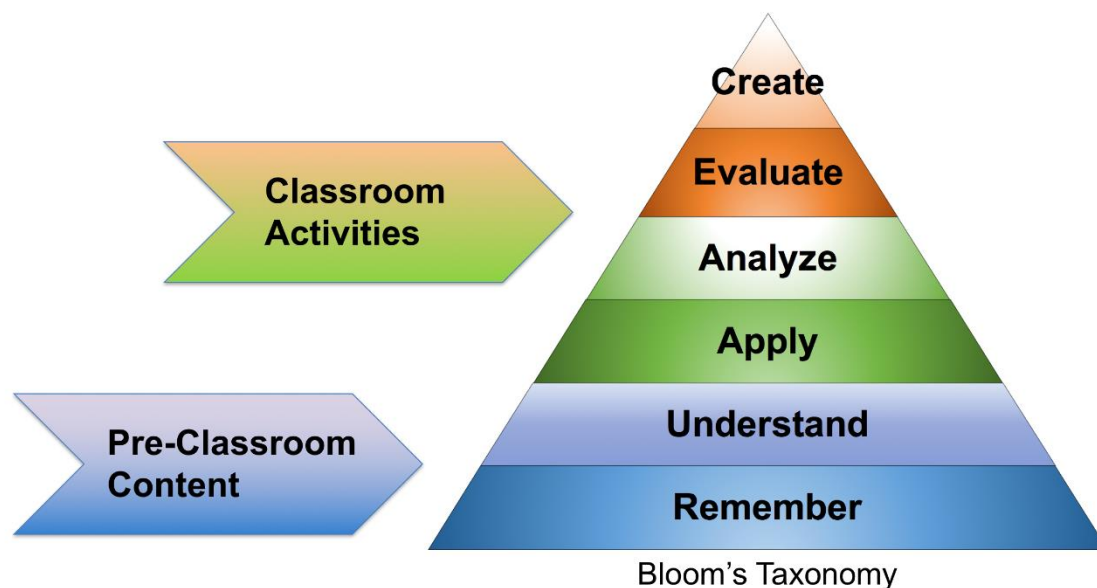 Create
Evaluate
Classroom
Activities
Analyze
Apply
Understand
Pre-Classroom
Content
Remember
Bloom's Taxonomy